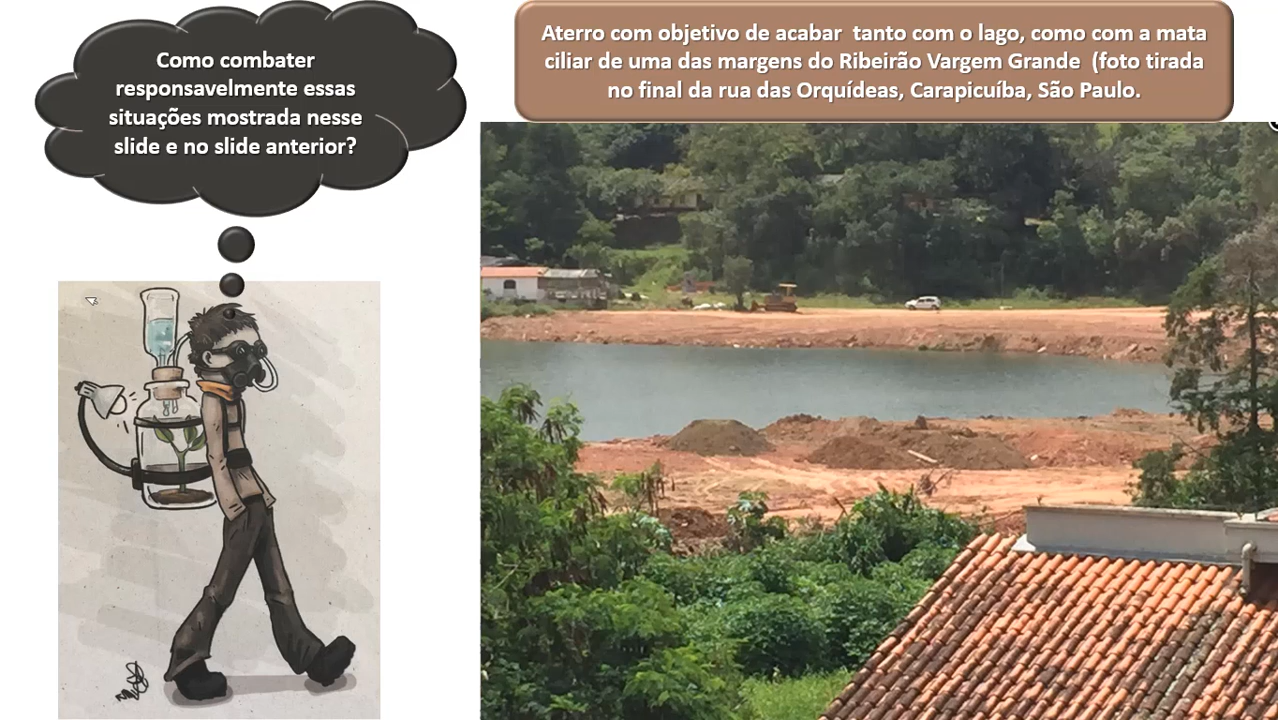 Como combater
responsavelmente essas
situações mostrada nesse
slide e no slide anterior?
Aterro com objetivo de acabar tanto com o lago, como com a mata
ciliar de uma das margens do Ribeirão Vargem Grande (foto tirada
no final da rua das Orquídeas, Carapicuíba, São Paulo.